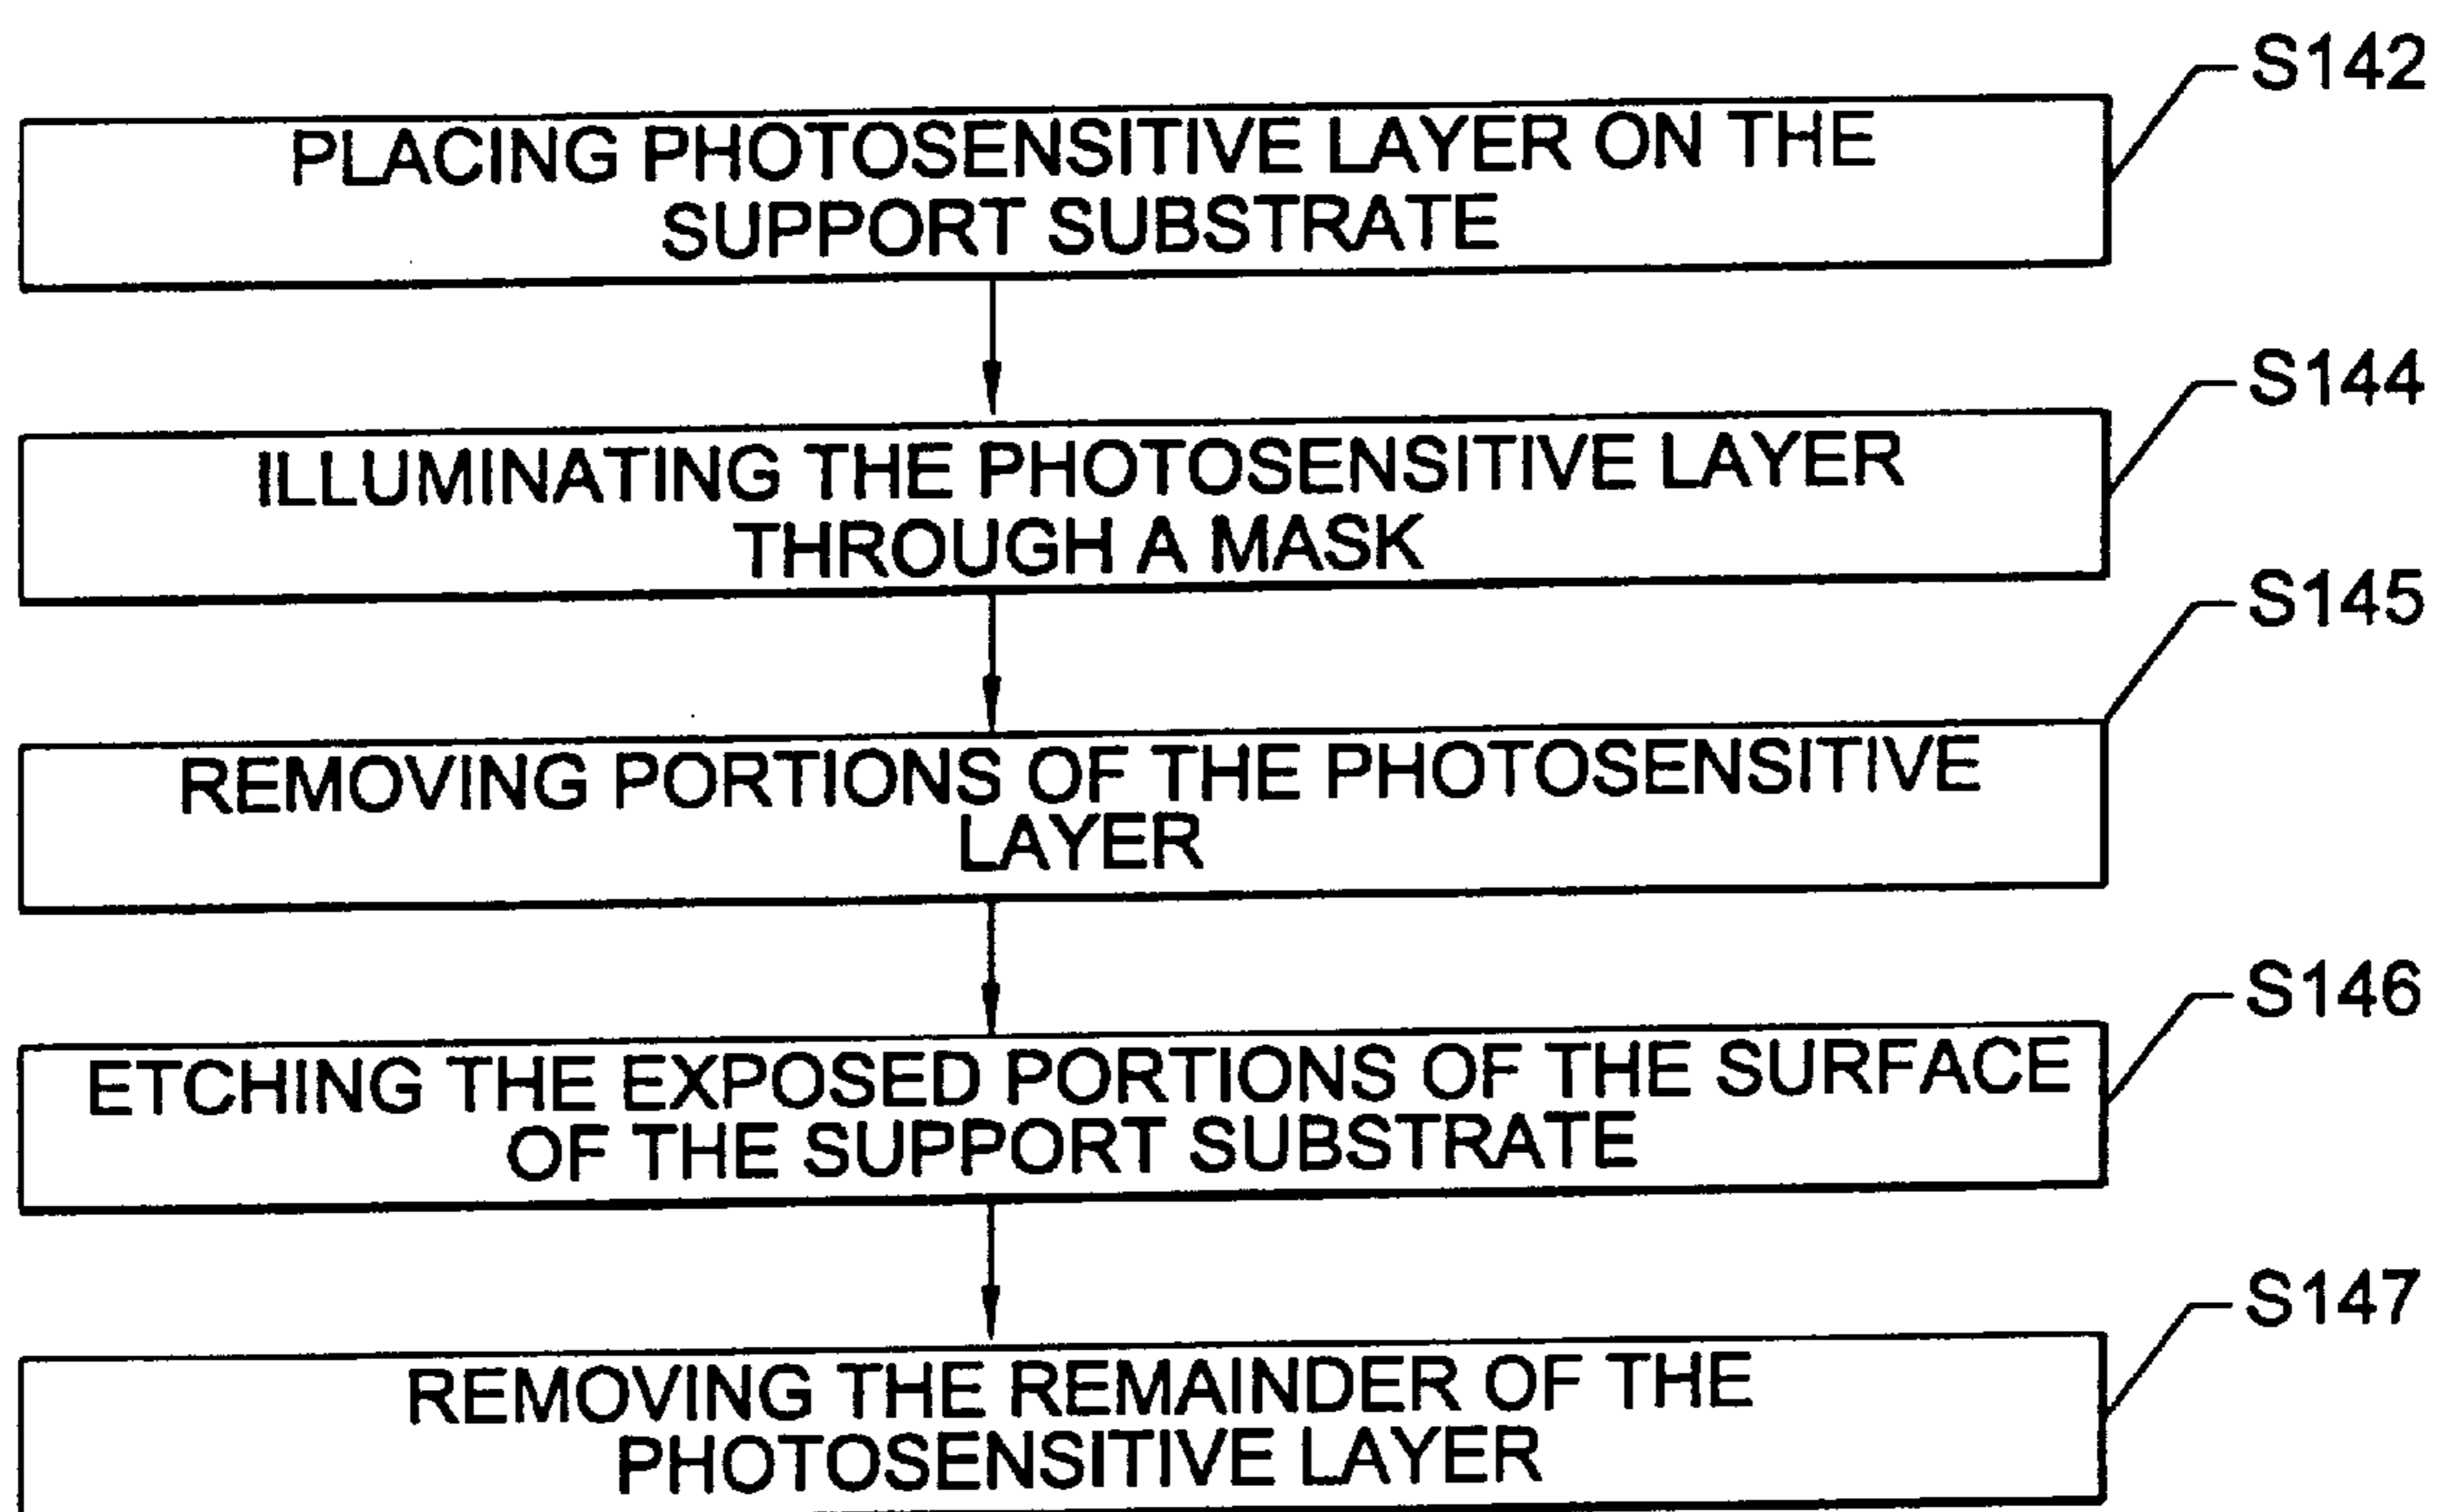 S142
PLACING PHOTOSENSITIVE LAYER ON THE
SUPPORT SUBSTRATE
S144
ILLUMINATING THE PHOTOSENSITIVE LAYER
THROUGH A MASK
S145
REMOVING PORTIONS OF THE PHOTOSENSITIVE
LAYER
S146
ETCHING THE EXPOSED PORTIONS OF THE SURFACE
OF THE SUPPORT SUBSTRATE
S147
REMOVING THE REMAINDER OF THE
PHOTOSENSITIVE LAYER